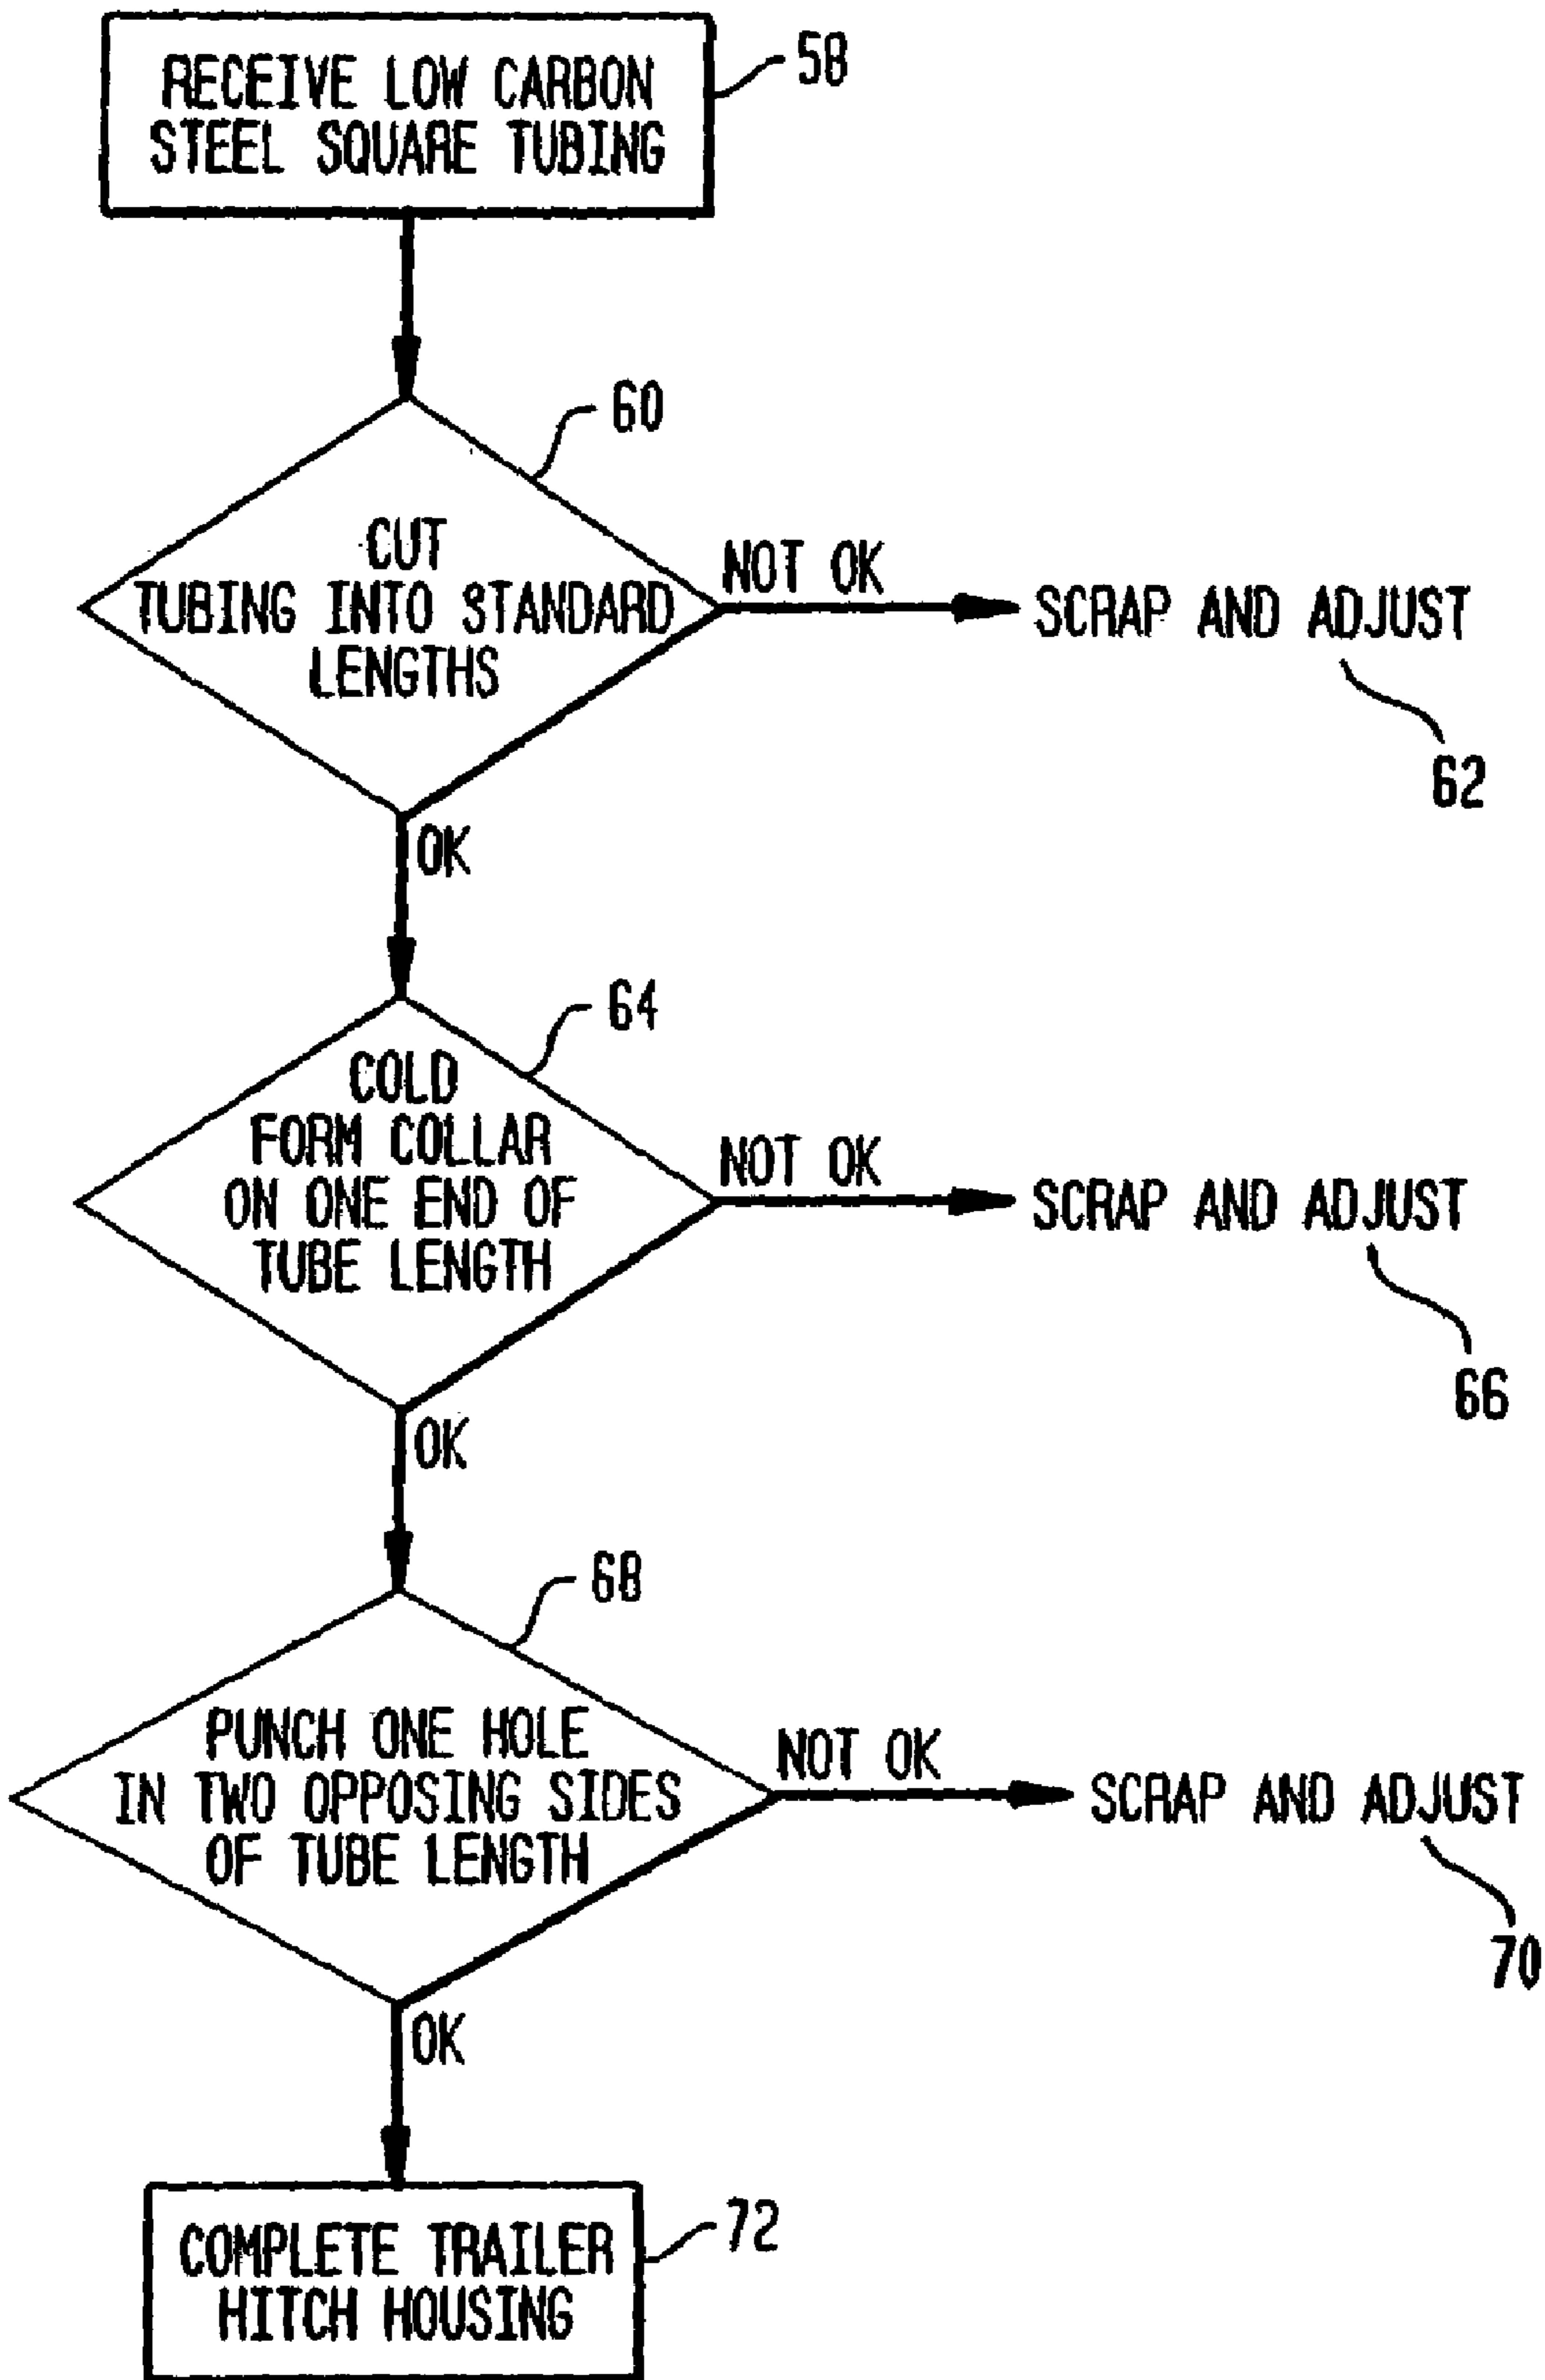 RECEIVE LOW CARBON
STEEL SQUARE TUBING
58
60
CUT
TUBING INTO STANDARD
LENGTHS
NOT OK
SCRAP AND ADJUST
62
OK
64
COLD
FORM COLLAR
ON ONE END OF
TUBE LENGTH
NOT OK
SCRAP AND ADJUST
66
OK
68
PUNCH ONE HOLE
IN TWO OPPOSING SIDES
OF TUBE LENGTH
NOT OK
SCRAP AND ADJUST
70
OK
COMPLETE TRAILER
HITCH HOUSING
72